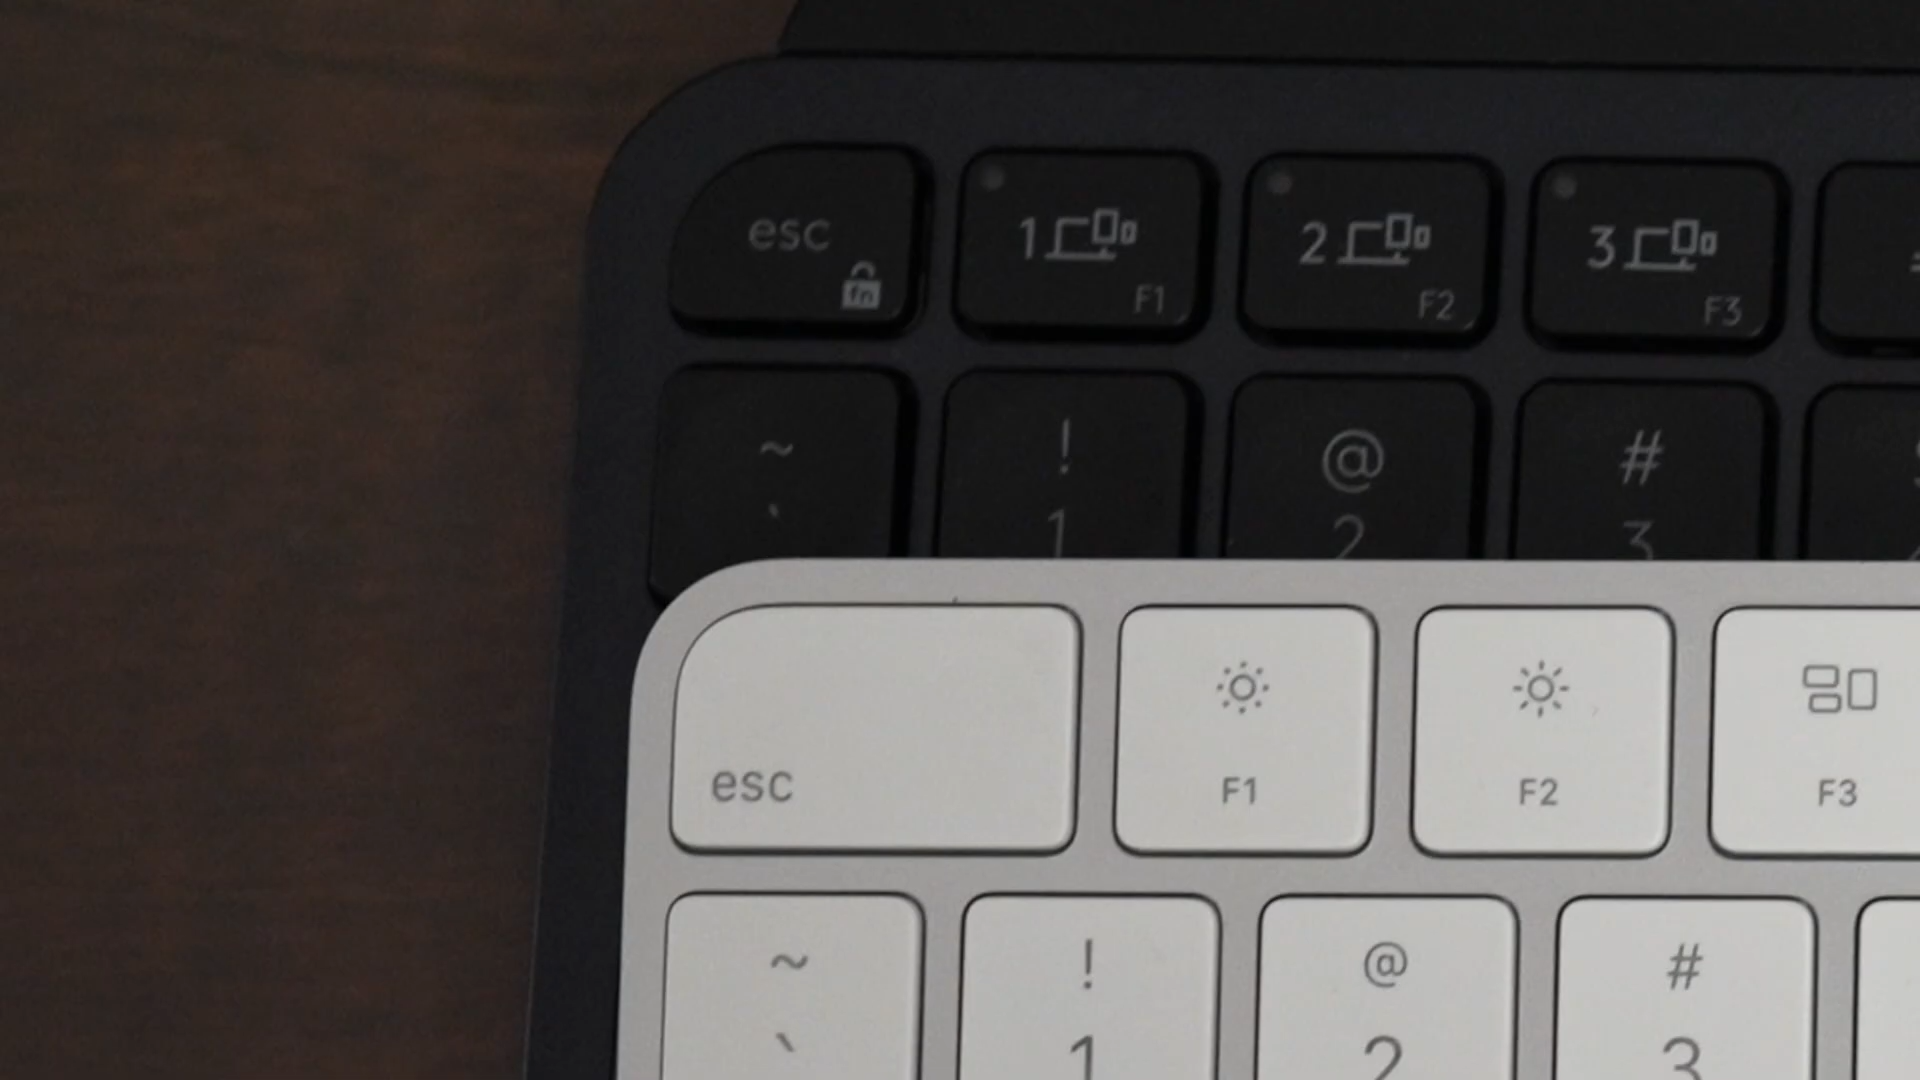 esc 1 2 3
fn F1 F2 F3
~ ! @ #
` 1 2 3
esc F1 F2 F3
~ ! @ #
` 1 2 3